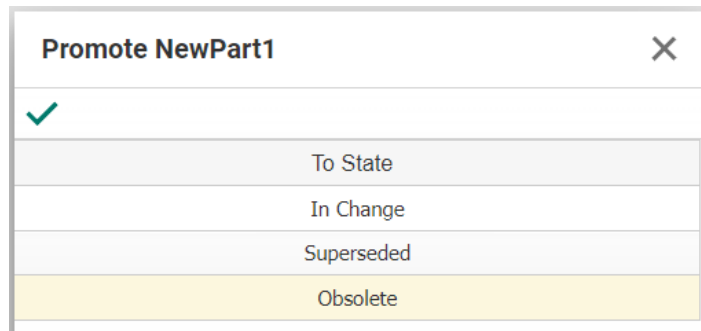 Promote NewPart1
To State
In Change
Superseded
Obsolete